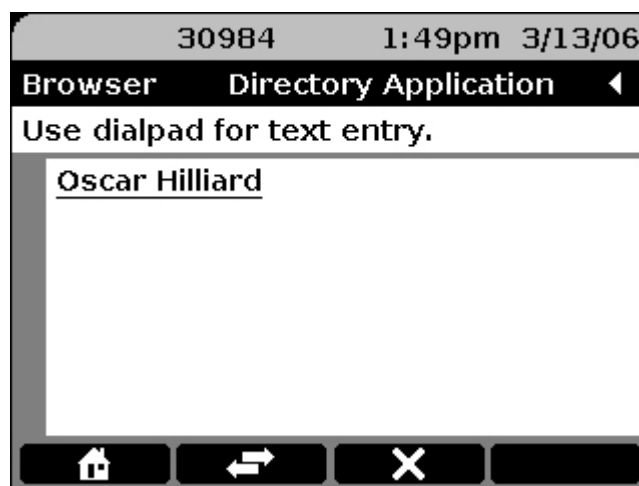 30984 1:49pm 3/13/06
Browser Directory Application
Use dialpad for text entry.
Oscar Hilliard